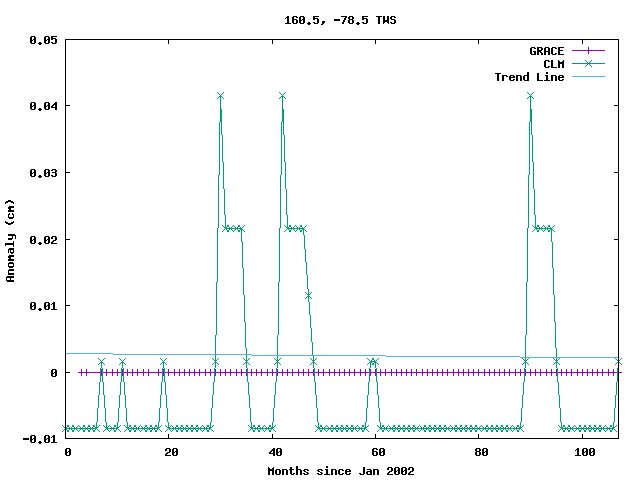 160.5, -78.5 TWS
0.05
0.04
0.03
0.02
0.01
0
-0.01
Anomaly (cm)
GRACE
CLM
Trend Line
0 20 40 60 80 100
Months since Jan 2002